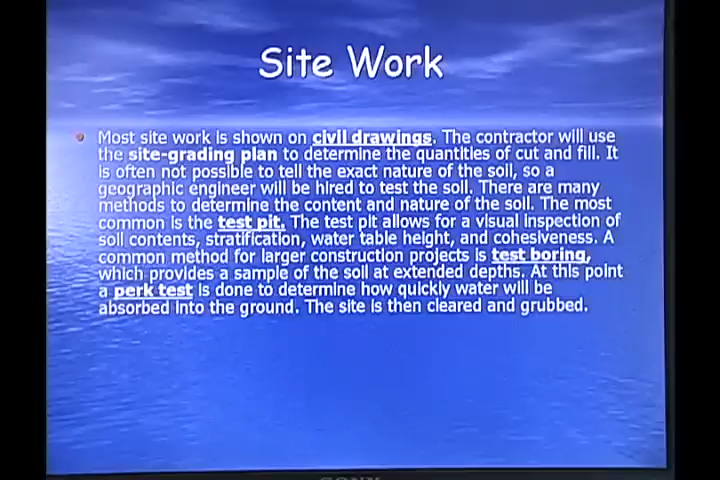 Site Work
Most site work is shown on civil drawings. The contractor will use
the site-grading plan to determine the quantities of cut and fill. It
is often not possible to tell the exact nature of the soil, so a
geographic engineer will be hired to test the soil. There are many
methods to determine the content and nature of the soil. The most
common is the test pit. The test pit allows for a visual inspection of
soil contents, stratification, water table height, and cohesiveness. A
common method for larger construction projects is test boring,
which provides a sample of the soil at extended depths. At this point
a perk test is done to determine how quickly water will be
absorbed into the ground. The site is then cleared and grubbed.
SONY